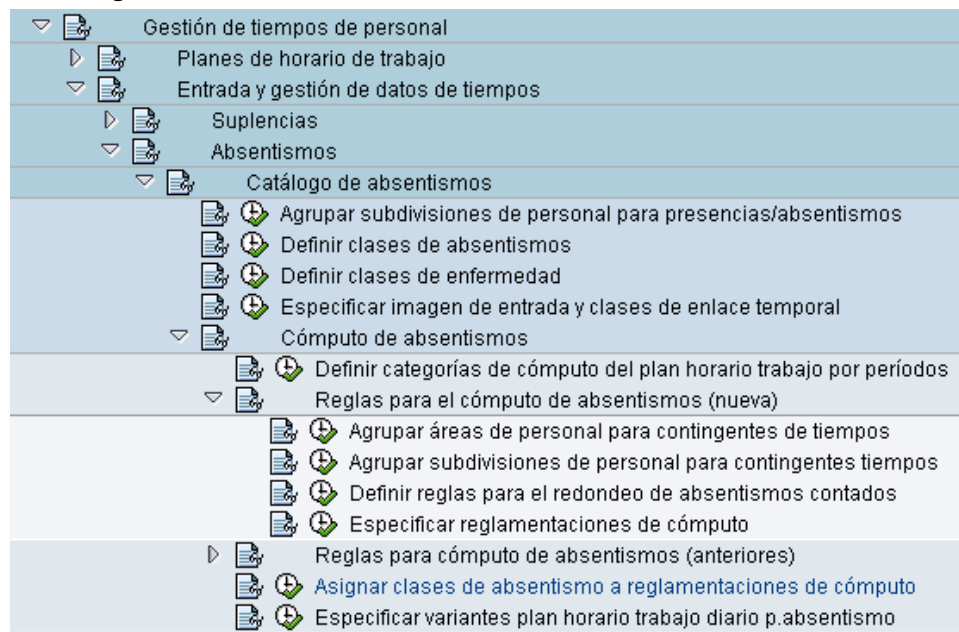 Gestión de tiempos de personal
Planes de horario de trabajo
Entrada y gestión de datos de tiempos
Suplencias
Absentismos
Catálogo de absentismos
Agrupar subdivisiones de personal para presencias/absentismos
Definir clases de absentismos
Definir clases de enfermedad
Especificar imagen de entrada y clases de enlace temporal
Cómputo de absentismos
Definir categorías de cómputo del plan horario trabajo por períodos
Reglas para el cómputo de absentismos (nueva)
Agrupar áreas de personal para contingentes de tiempos
Agrupar subdivisiones de personal para contingentes tiempos
Definir reglas para el redondeo de absentismos contados
Especificar reglamentaciones de cómputo
Reglas para cómputo de absentismos (anteriores)
Asignar clases de absentismo a reglamentaciones de cómputo
Especificar variantes plan horario trabajo diario p.absentismo